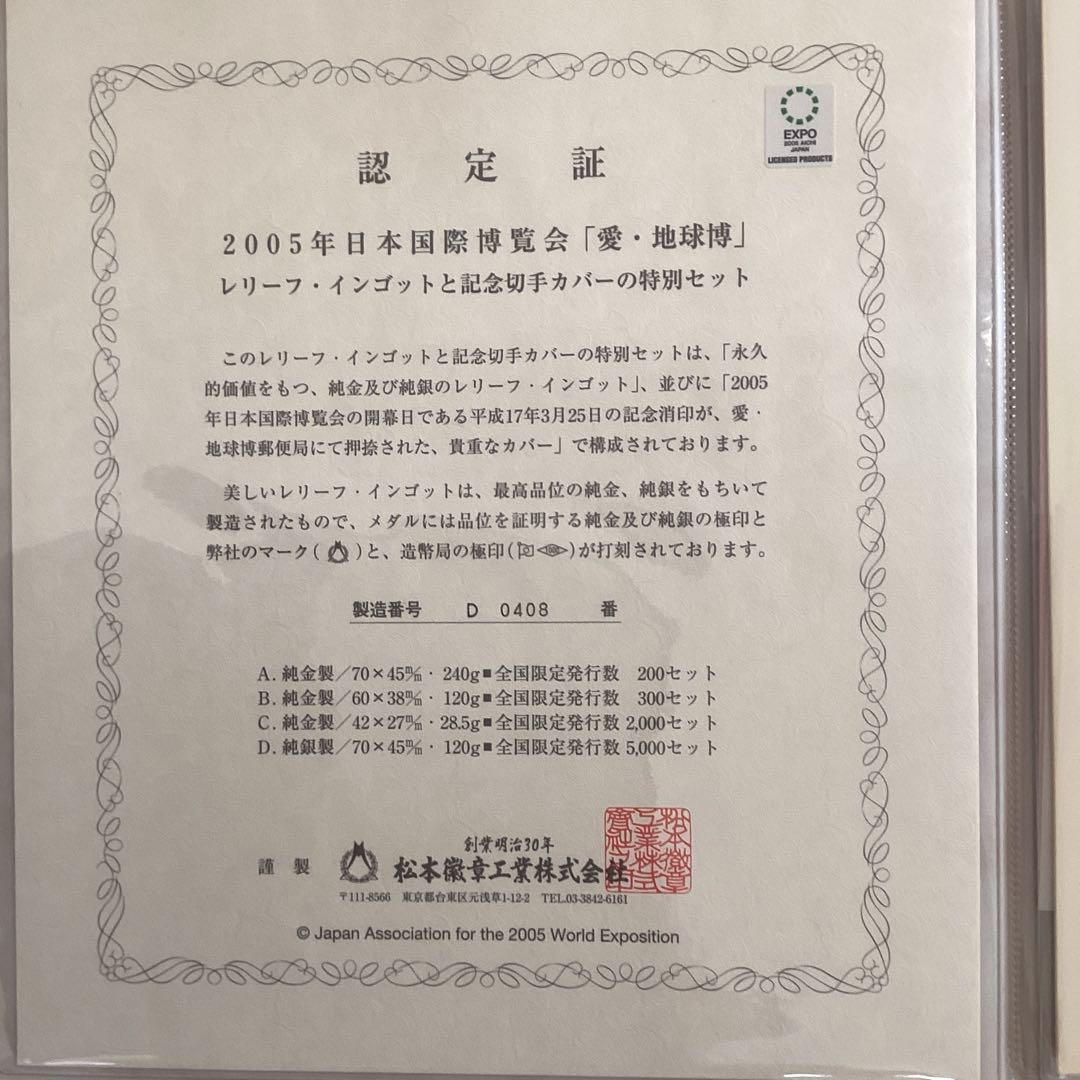 EXPO
2005 AICHI
JAPAN
LICENSED PRODUCTS
認定証
2005年日本国際博覧会「愛・地球博」
レリーフ・インゴットと記念切手カバーの特別セット
このレリーフ・インゴットと記念切手カバーの特別セットは、「永久
的価値をもつ、純金及び純銀のレリーフ・インゴット」、並びに「2005
年日本国際博覧会の開幕日である平成17年3月25日の記念消印が、愛・
地球博郵便局にて押捺された、貴重なカバー」で構成されております。
美しいレリーフ・インゴットは、最高品位の純金、純銀をもちいて
製造されたもので、メダルには品位を証明する純金及び純銀の極印と
弊社のマーク( )と、造幣局の極印( )が打刻されております。
製造番号 D 0408 番
A. 純金製/70×45㎜・240g■全国限定発行数 200セット
B. 純金製/60×38㎜・120g■全国限定発行数 300セット
C. 純金製/42×27㎜・28.5g■全国限定発行数 2,000セット
D. 純銀製/70×45㎜・120g■全国限定発行数 5,000セット
創業明治30年
謹製 松本徽章工業株式会社
〒111-8566 東京都台東区元浅草1-12-2 TEL.03-3842-6161
© Japan Association for the 2005 World Exposition